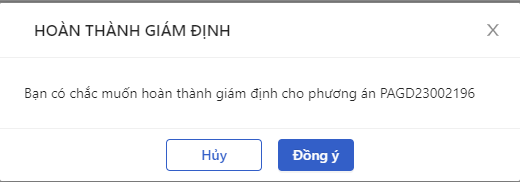 HOÀN THÀNH GIÁM ĐỊNH
Bạn có chắc muốn hoàn thành giám định cho phương án PAGD23002196
Hủy
Đồng ý